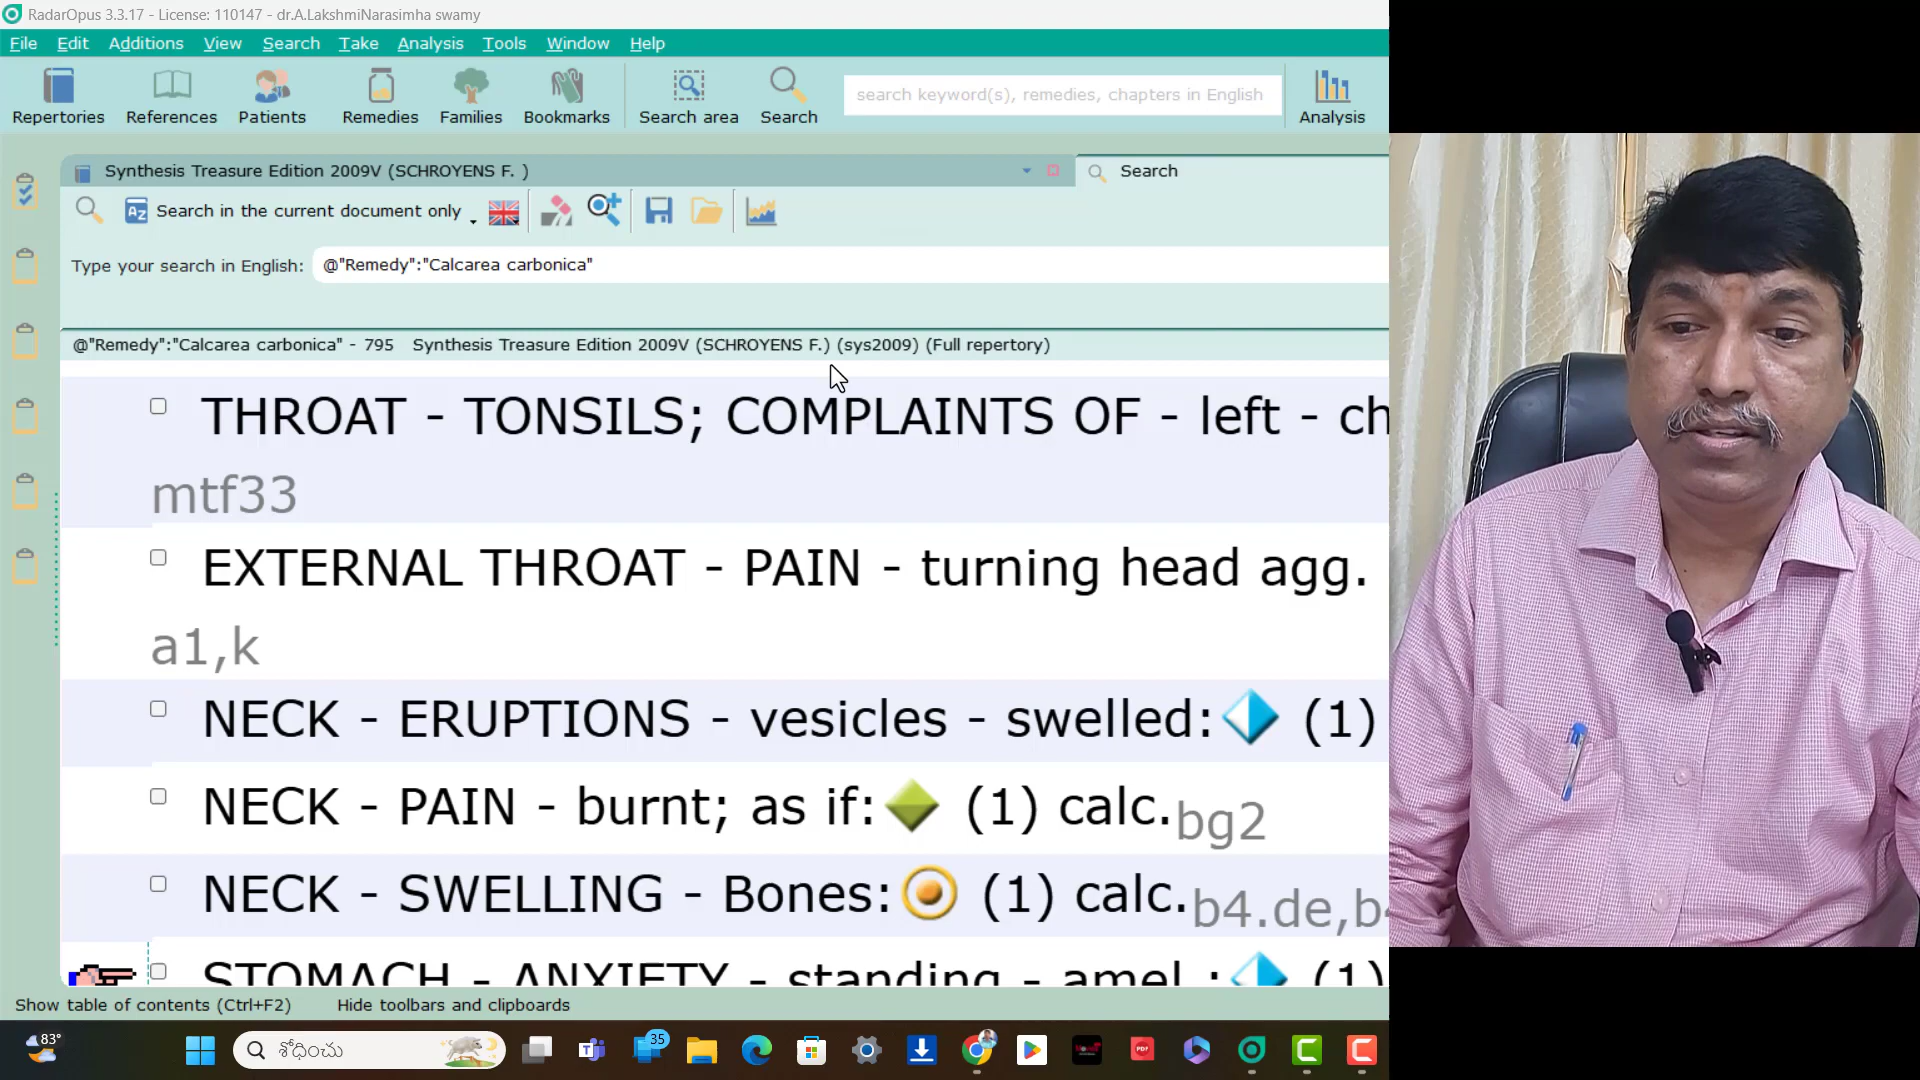 RadarOpus 3.3.17 - License: 110147 - dr.A.LakshmiNarasimha swamy
File Edit Additions View Search Take Analysis Tools Window Help
Repertories References Patients Remedies Families Bookmarks Search area Search search keyword(s), remedies, chapters in English Analysis
Synthesis Treasure Edition 2009V (SCHROYENS F. ) Search
AZ Search in the current document only
Type your search in English: @"Remedy":"Calcarea carbonica"
@"Remedy":"Calcarea carbonica" - 795 Synthesis Treasure Edition 2009V (SCHROYENS F.) (sys2009) (Full repertory)
THROAT - TONSILS; COMPLAINTS OF - left - ch
mtf33
EXTERNAL THROAT - PAIN - turning head agg.
a1,k
NECK - ERUPTIONS - vesicles - swelled: (1)
NECK - PAIN - burnt; as if: (1) calc.bg2
NECK - SWELLING - Bones: (1) calc.b4.de,b4
STOMACH - ANXIETY - standing - amel.: (1)
Show table of contents (Ctrl+F2) Hide toolbars and clipboards
83° శోధించు 35 PDF